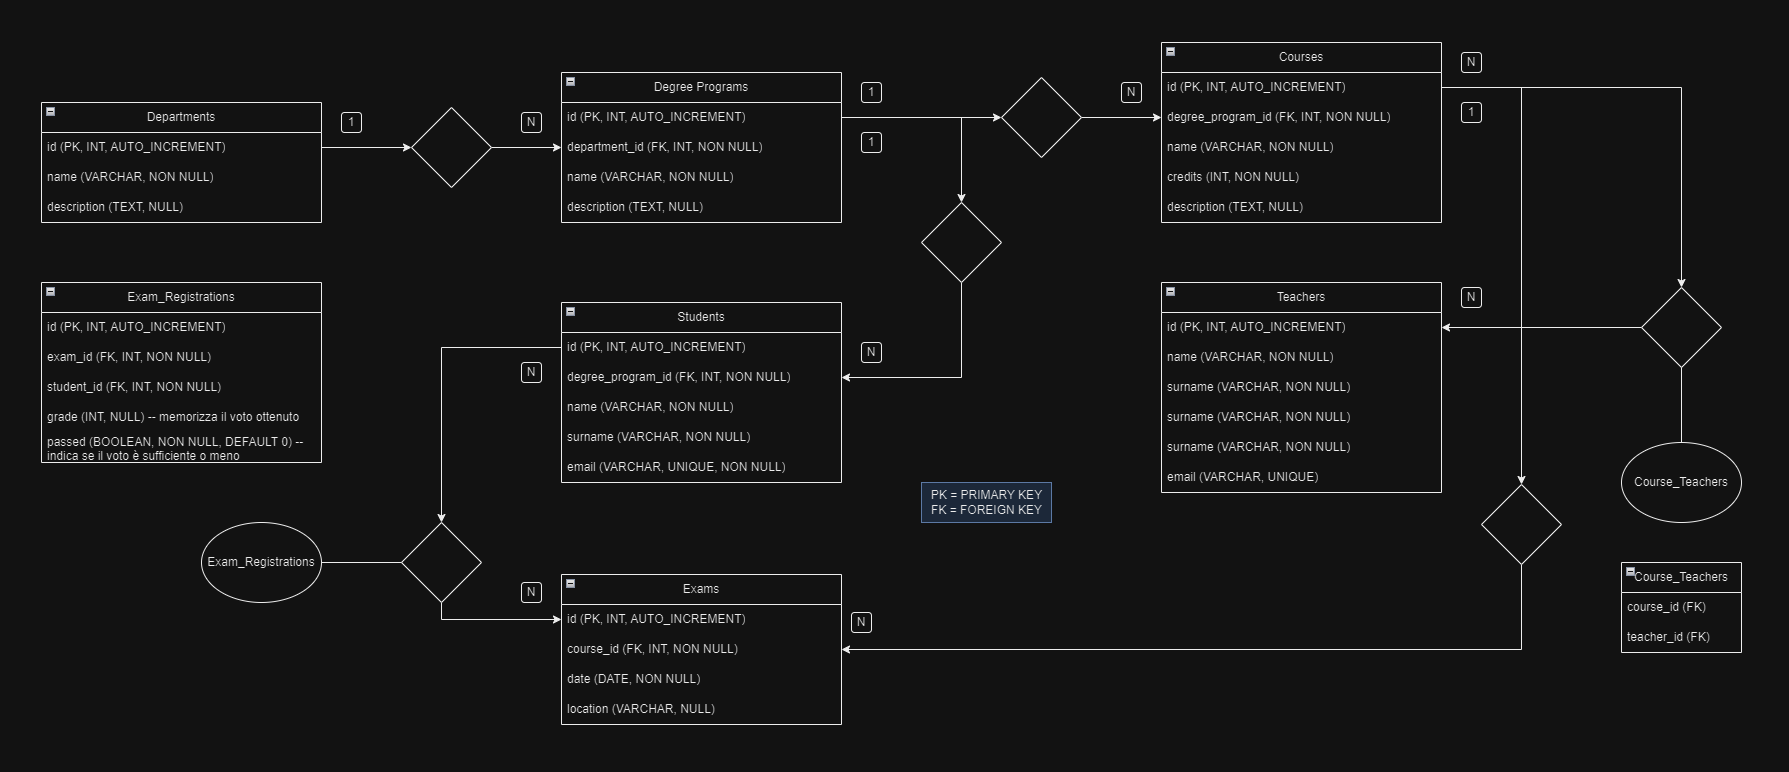 Departments
id (PK, INT, AUTO_INCREMENT)
name (VARCHAR, NON NULL)
description (TEXT, NULL)
1
N
Degree Programs
id (PK, INT, AUTO_INCREMENT)
department_id (FK, INT, NON NULL)
name (VARCHAR, NON NULL)
description (TEXT, NULL)
1
1
N
Courses
id (PK, INT, AUTO_INCREMENT)
degree_program_id (FK, INT, NON NULL)
name (VARCHAR, NON NULL)
credits (INT, NON NULL)
description (TEXT, NULL)
N
1
Exam_Registrations
id (PK, INT, AUTO_INCREMENT)
exam_id (FK, INT, NON NULL)
student_id (FK, INT, NON NULL)
grade (INT, NULL) -- memorizza il voto ottenuto
passed (BOOLEAN, NON NULL, DEFAULT 0) --
indica se il voto è sufficiente o meno
Students
id (PK, INT, AUTO_INCREMENT)
degree_program_id (FK, INT, NON NULL)
name (VARCHAR, NON NULL)
surname (VARCHAR, NON NULL)
email (VARCHAR, UNIQUE, NON NULL)
N
N
Teachers
id (PK, INT, AUTO_INCREMENT)
name (VARCHAR, NON NULL)
surname (VARCHAR, NON NULL)
surname (VARCHAR, NON NULL)
surname (VARCHAR, NON NULL)
email (VARCHAR, UNIQUE)
N
PK = PRIMARY KEY
FK = FOREIGN KEY
Course_Teachers
Exam_Registrations
N
Exams
id (PK, INT, AUTO_INCREMENT)
course_id (FK, INT, NON NULL)
date (DATE, NON NULL)
location (VARCHAR, NULL)
N
Course_Teachers
course_id (FK)
teacher_id (FK)